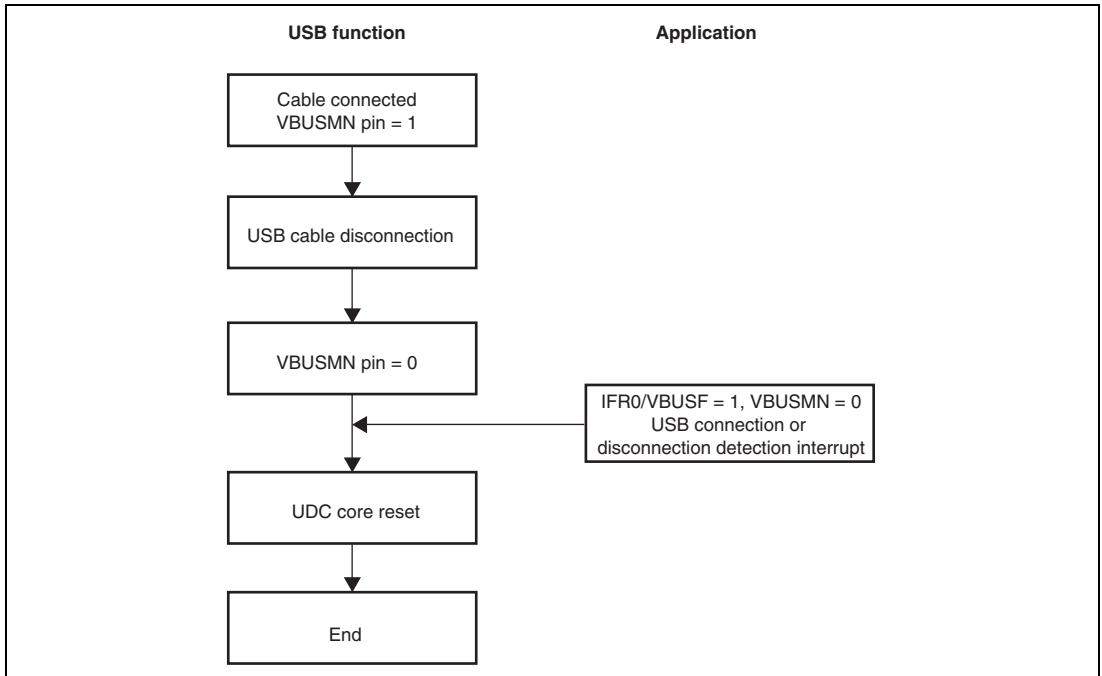 USB function
Application
Cable connected
VBUSMN pin = 1
USB cable disconnection
VBUSMN pin = 0
IFR0/VBUSF = 1, VBUSMN = 0
USB connection or
disconnection detection interrupt
UDC core reset
End